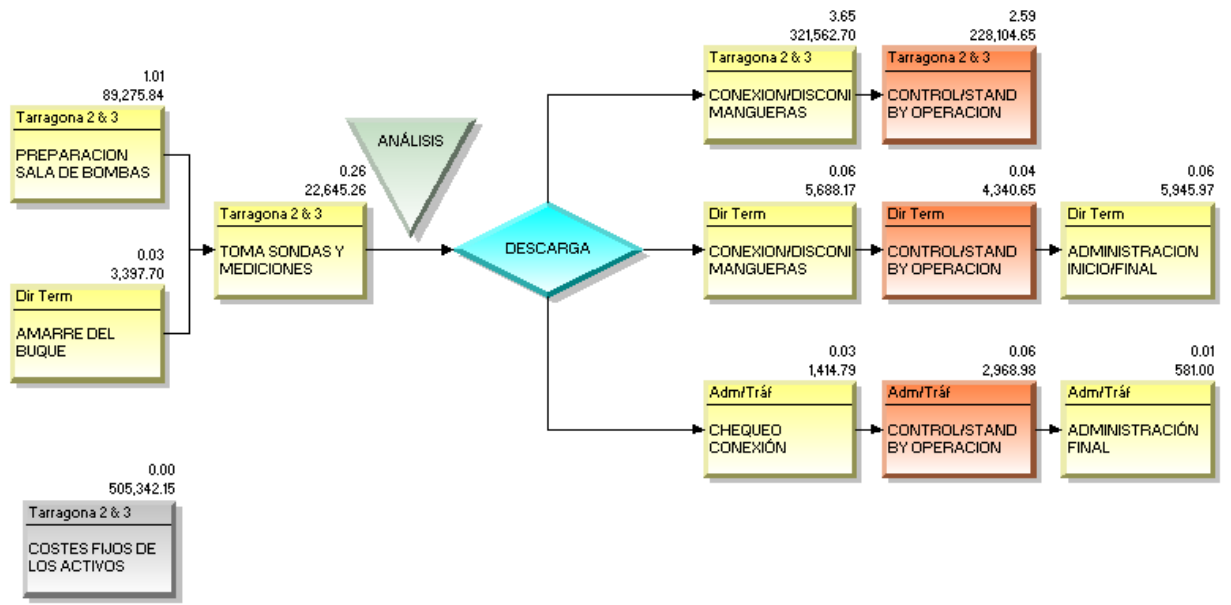 1.01
89,275.84
Tarragona 2 & 3
PREPARACION
SALA DE BOMBAS
0.03
3,397.70
Dir Term
AMARRE DEL
BUQUE
0.26
22,645.26
Tarragona 2 & 3
TOMA SONDAS Y
MEDICIONES
ANÁLISIS
DESCARGA
3.65
321,562.70
Tarragona 2 & 3
CONEXION/DISCONI
MANGUERAS
2.59
228,104.65
Tarragona 2 & 3
CONTROL/STAND
BY OPERACION
0.06
5,688.17
Dir Term
CONEXION/DISCONI
MANGUERAS
0.04
4,340.65
Dir Term
CONTROL/STAND
BY OPERACION
0.06
5,945.97
Dir Term
ADMINISTRACION
INICIO/FINAL
0.03
1,414.79
Adm/Tráf
CHEQUEO
CONEXIÓN
0.06
2,968.98
Adm/Tráf
CONTROL/STAND
BY OPERACION
0.01
581.00
Adm/Tráf
ADMINISTRACIÓN
FINAL
0.00
505,342.15
Tarragona 2 & 3
COSTES FIJOS DE
LOS ACTIVOS